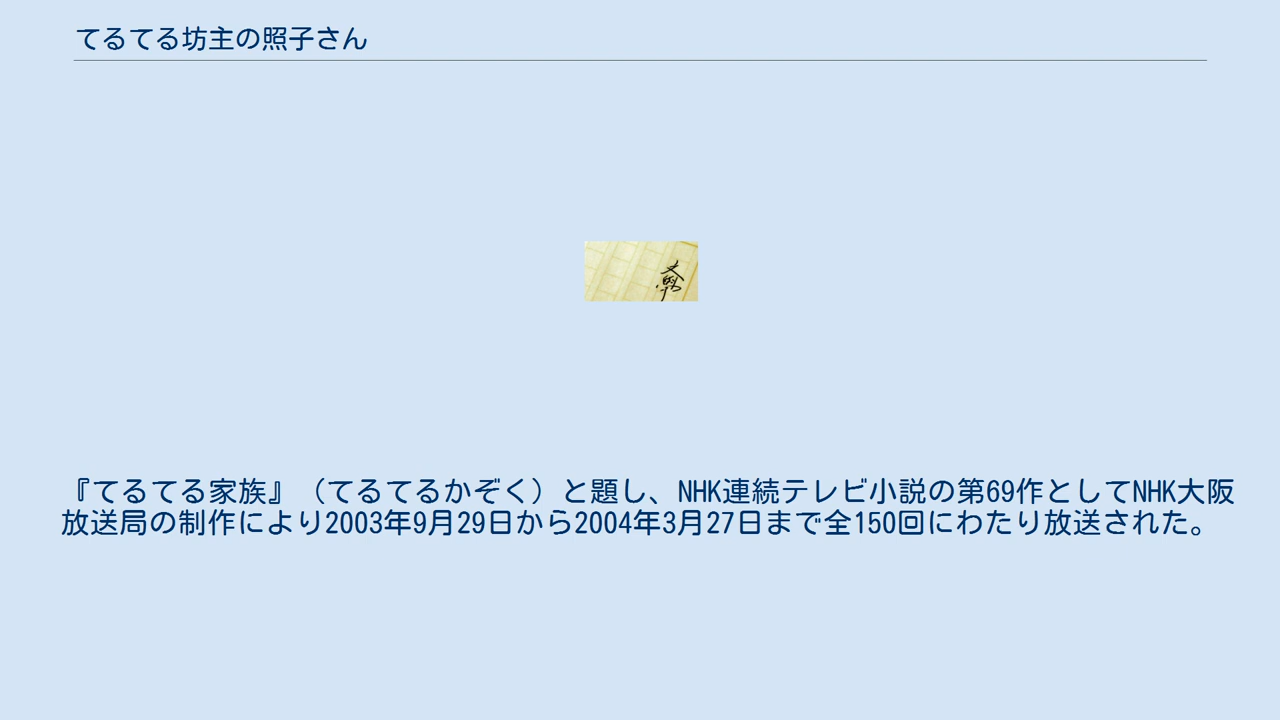 てるてる坊主の照子さん
『てるてる家族』（てるてるかぞく）と題し、NHK連続テレビ小説の第69作としてNHK大阪
放送局の制作により2003年9月29日から2004年3月27日まで全150回にわたり放送された。